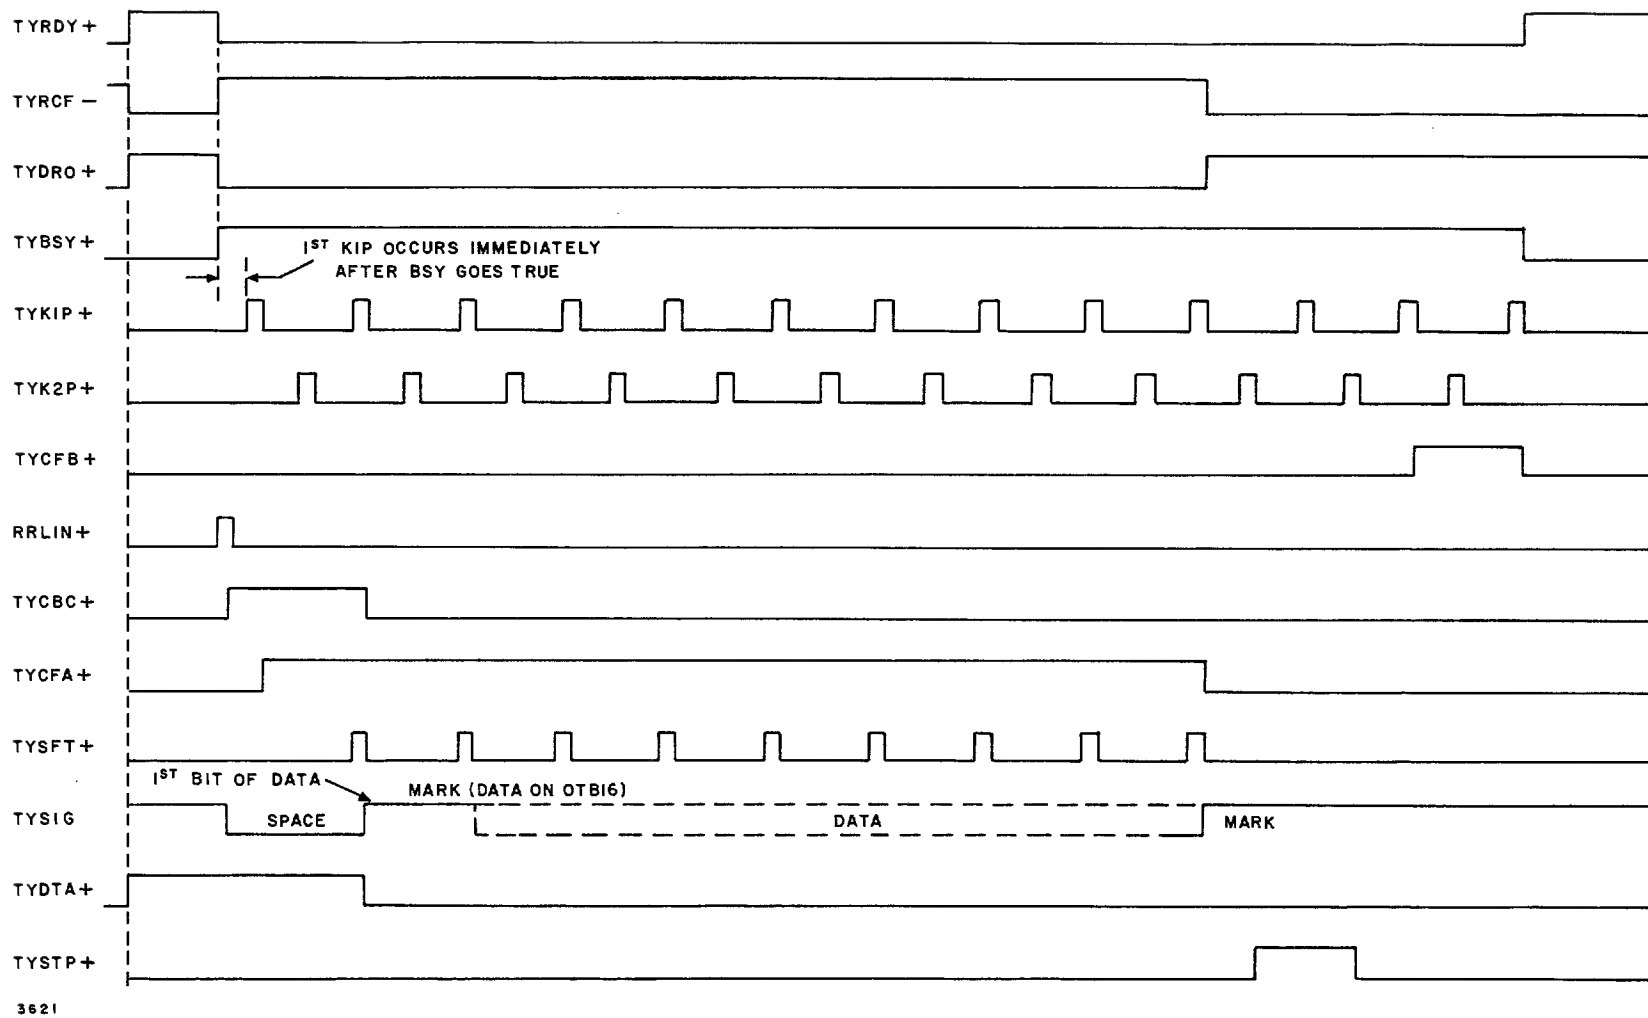 TYRDY+
TYRCF-
TYDRO+
TYBSY+
1ST KIP OCCURS IMMEDIATELY
AFTER BSY GOES TRUE
TYKIP+
TYK2P+
TYCFB+
RRLIN+
TYCBC+
TYCFA+
TYSFT+
1ST BIT OF DATA
MARK (DATA ON OTB16)
TYSIG
SPACE
DATA
MARK
TYDTA+
TYSTP+
3621